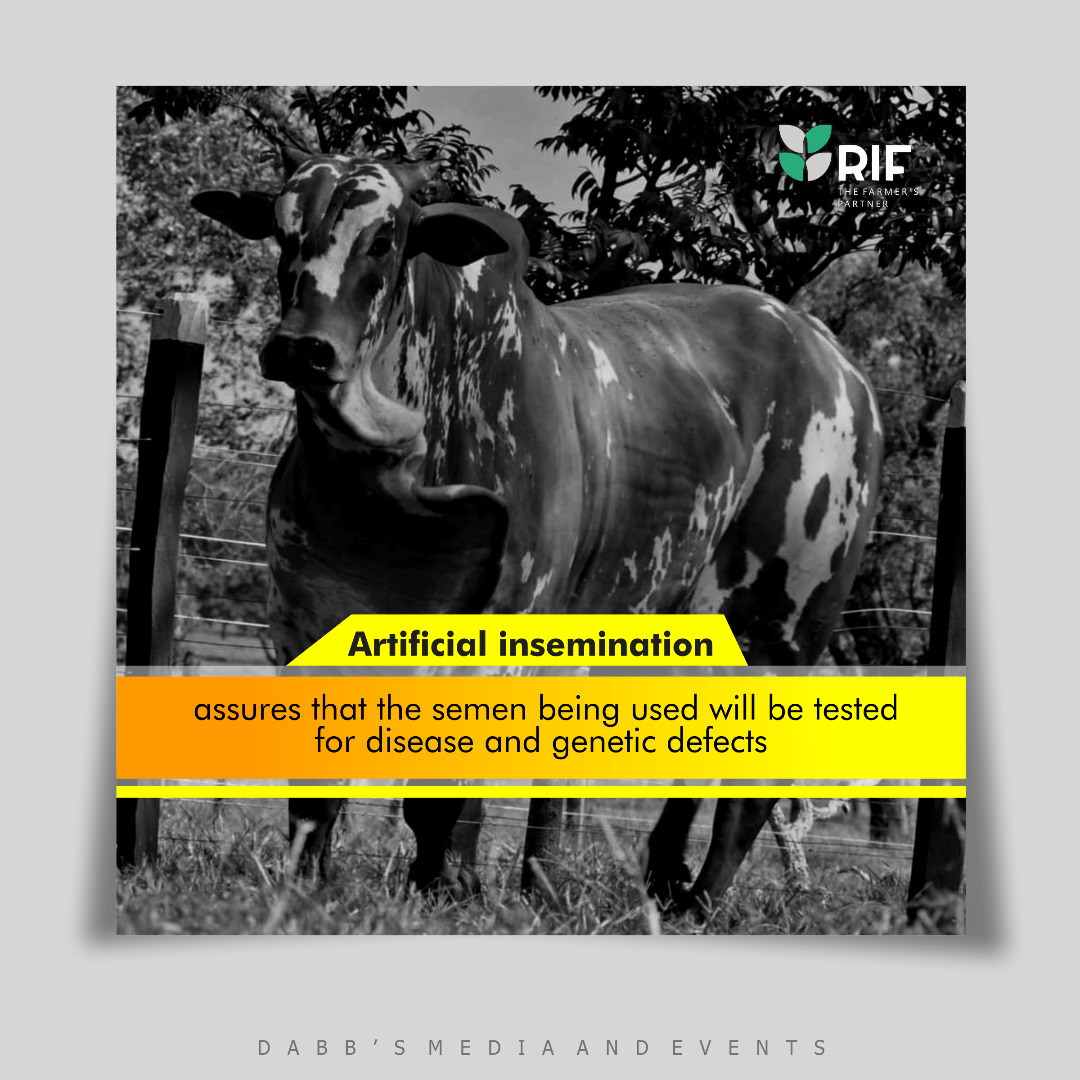 RIF
THE FARMER'S
PARTNER
Artificial insemination
assures that the semen being used will be tested
for disease and genetic defects
DABB'S MEDIA AND EVENTS